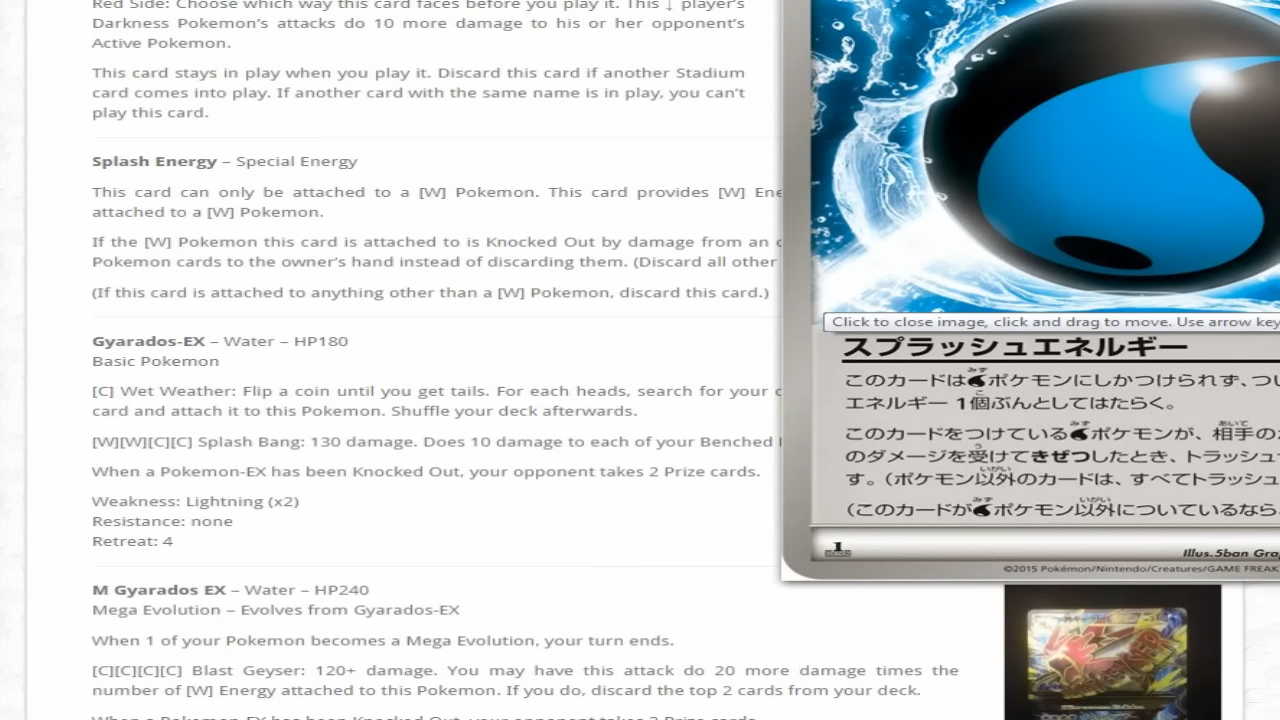 Red Side: Choose which way this card faces before you play it. This ↓ player's
Darkness Pokemon's attacks do 10 more damage to his or her opponent's
Active Pokemon.
This card stays in play when you play it. Discard this card if another Stadium
card comes into play. If another card with the same name is in play, you can't
play this card.
Splash Energy – Special Energy
This card can only be attached to a [W] Pokemon. This card provides [W] Ene
attached to a [W] Pokemon.
If the [W] Pokemon this card is attached to is Knocked Out by damage from an
Pokemon cards to the owner's hand instead of discarding them. (Discard all other
(If this card is attached to anything other than a [W] Pokemon, discard this card.)
Gyarados-EX – Water – HP180
Basic Pokemon
[C] Wet Weather: Flip a coin until you get tails. For each heads, search for your
card and attach it to this Pokemon. Shuffle your deck afterwards.
[W][W][C][C] Splash Bang: 130 damage. Does 10 damage to each of your Benched
When a Pokemon-EX has been Knocked Out, your opponent takes 2 Prize cards.
Weakness: Lightning (x2)
Resistance: none
Retreat: 4
M Gyarados EX – Water – HP240
Mega Evolution – Evolves from Gyarados-EX
When 1 of your Pokemon becomes a Mega Evolution, your turn ends.
[C][C][C][C] Blast Geyser: 120+ damage. You may have this attack do 20 more damage times the
number of [W] Energy attached to this Pokemon. If you do, discard the top 2 cards from your deck.
When a Pokemon-EX has been Knocked Out, your opponent takes 2 Prize cards.
Click to close image, click and drag to move. Use arrow key
スプラッシュエネルギー
このカードはポケモンにしかつけられず、つい
エネルギー 1個ぶんとしてはたらく。
このカードをつけているポケモンが、相手の
のダメージを受けてきぜつしたとき、トラッシュ
す。（ポケモン以外のカードは、すべてトラッシュ
（このカードがポケモン以外についているなら、
1
Illus.5ban Gra
©2015 Pokémon/Nintendo/Creatures/GAME FREAK